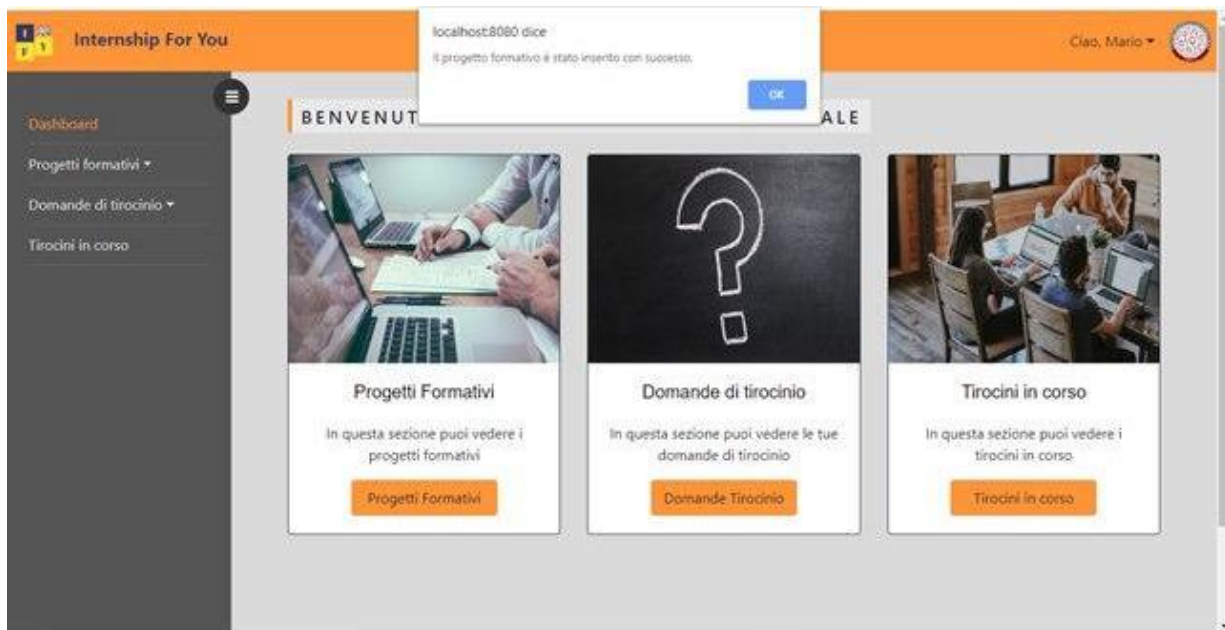 I
F Y
Internship For You
localhost:8080 dice
Il progetto formativo è stato inserito con successo.
OK
Ciao, Mario
Dashboard
Progetti formativi
Domande di tirocinio
Tirocini in corso
BENVENUT ALE
Progetti Formativi
In questa sezione puoi vedere i
progetti formativi
Progetti Formativi
Domande di tirocinio
In questa sezione puoi vedere le tue
domande di tirocinio
Domande Tirocinio
Tirocini in corso
In questa sezione puoi vedere i
tirocini in corso
Tirocini in corso